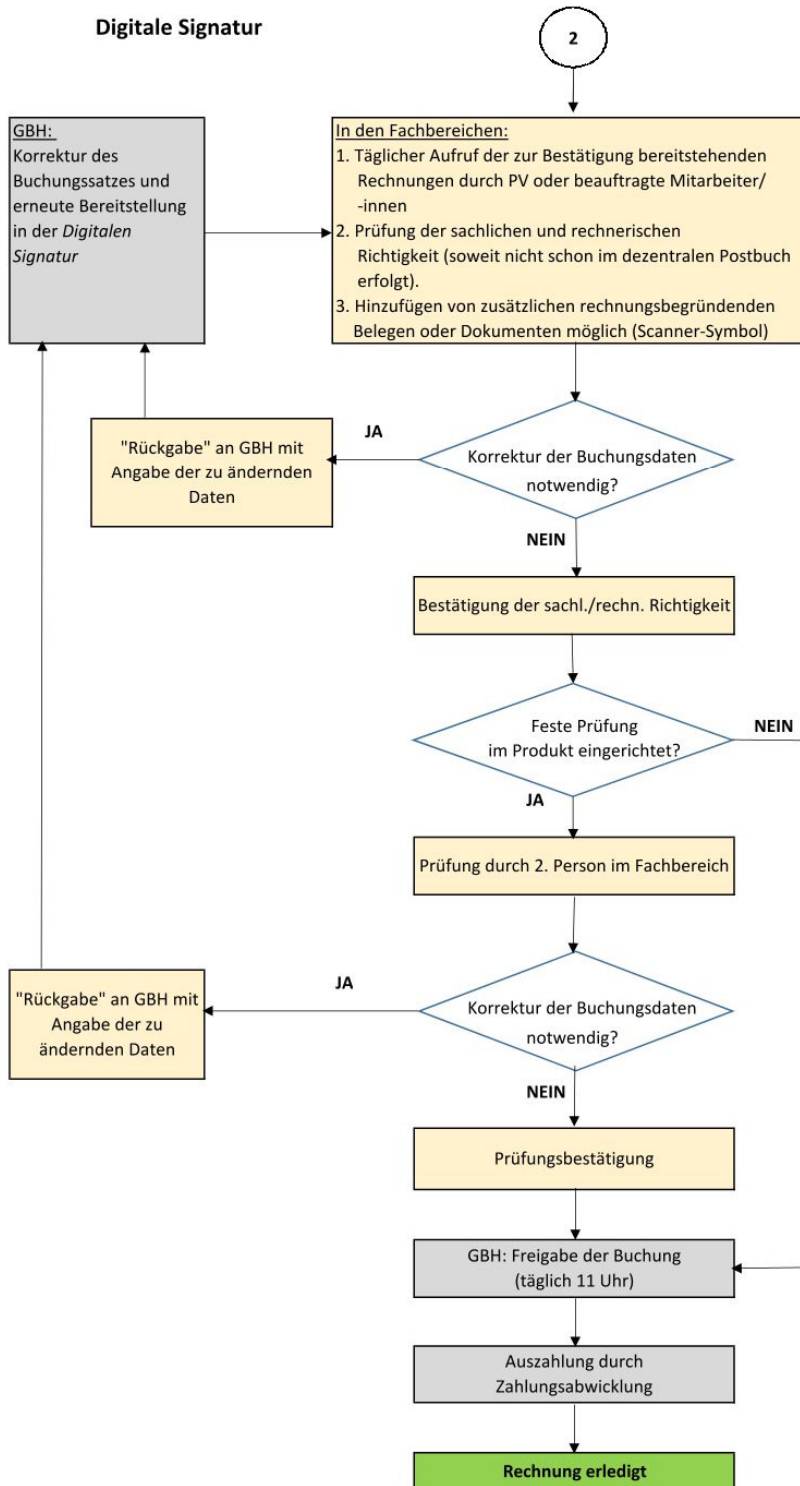 Digitale Signatur
2
GBH:
Korrektur des
Buchungssatzes und
erneute Bereitstellung
in der Digitalen
Signatur
In den Fachbereichen:
1. Täglicher Aufruf der zur Bestätigung bereitstehenden
Rechnungen durch PV oder beauftragte Mitarbeiter/
-innen
2. Prüfung der sachlichen und rechnerischen
Richtigkeit (soweit nicht schon im dezentralen Postbuch
erfolgt).
3. Hinzufügen von zusätzlichen rechnungsbegründenden
Belegen oder Dokumenten möglich (Scanner-Symbol)
"Rückgabe" an GBH mit
Angabe der zu ändernden
Daten
JA
Korrektur der Buchungsdaten
notwendig?
NEIN
Bestätigung der sachl./rechn. Richtigkeit
Feste Prüfung
im Produkt eingerichtet?
NEIN
JA
Prüfung durch 2. Person im Fachbereich
"Rückgabe" an GBH mit
Angabe der zu
ändernden Daten
JA
Korrektur der Buchungsdaten
notwendig?
NEIN
Prüfungsbestätigung
GBH: Freigabe der Buchung
(täglich 11 Uhr)
Auszahlung durch
Zahlungsabwicklung
Rechnung erledigt